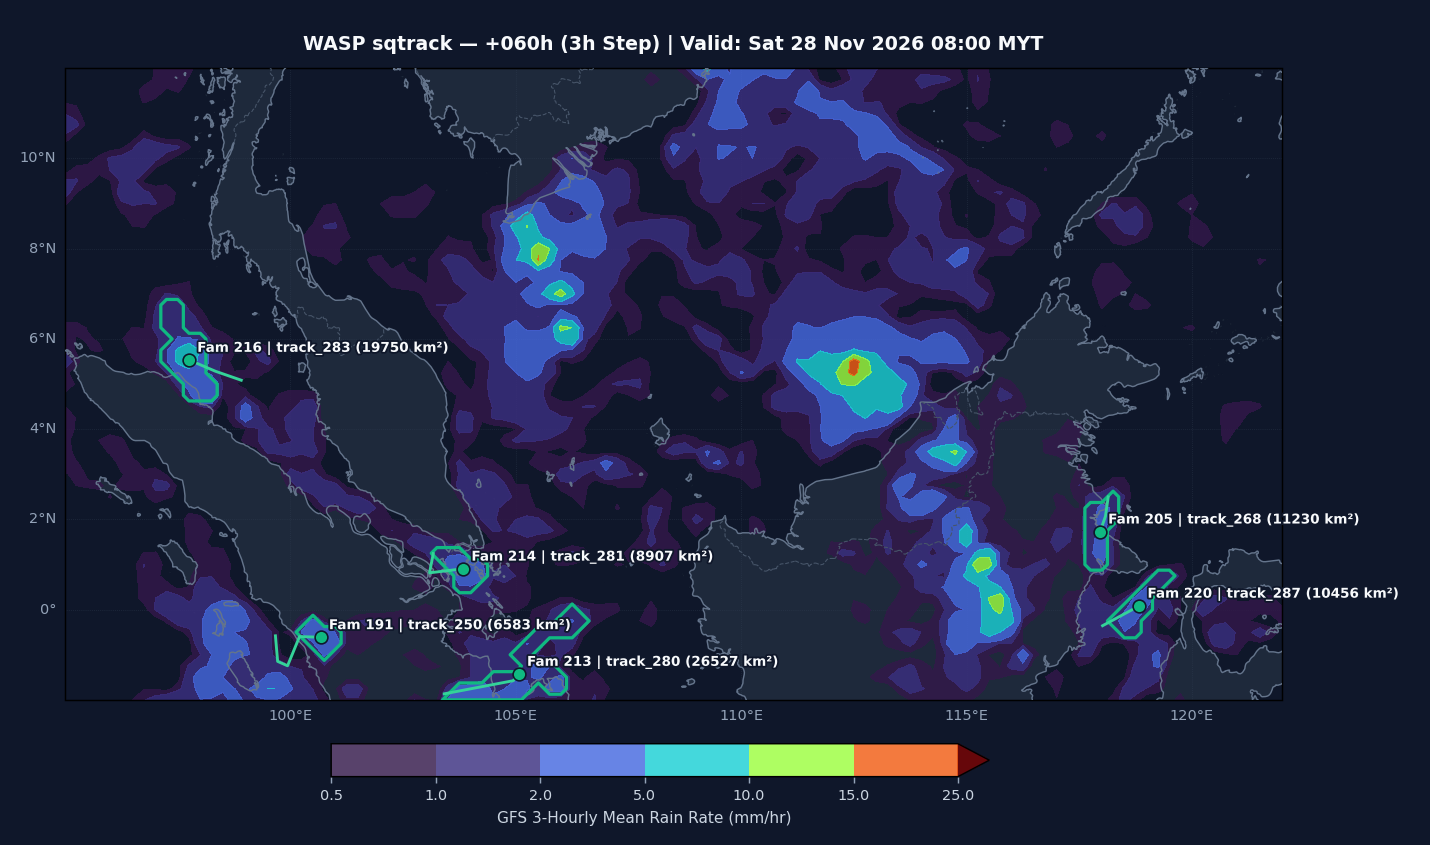 WASP sqtrack — +060h (3h Step) | Valid: Sat 28 Nov 2026 08:00 MYT
10°N
8°N
6°N
4°N
2°N
0°
Fam 216 | track_283 (19750 km²)
Fam 205 | track_268 (11230 km²)
Fam 214 | track_281 (8907 km²)
Fam 220 | track_287 (10456 km²)
Fam 191 | track_250 (6583 km²)
Fam 213 | track_280 (26527 km²)
100°E 105°E 110°E 115°E 120°E
0.5 1.0 2.0 5.0 10.0 15.0 25.0
GFS 3-Hourly Mean Rain Rate (mm/hr)